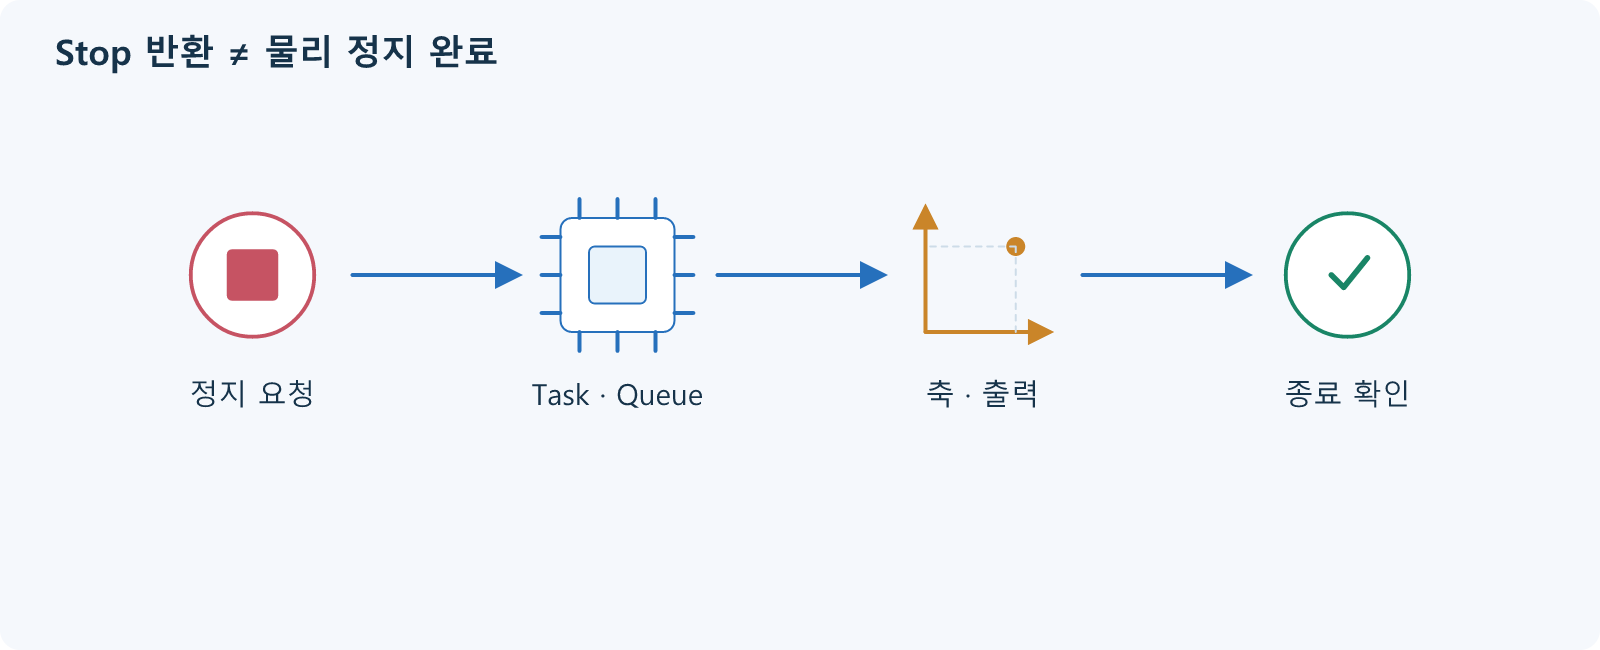 Stop 반환 ≠ 물리 정지 완료
정지 요청
Task · Queue
축 · 출력
종료 확인